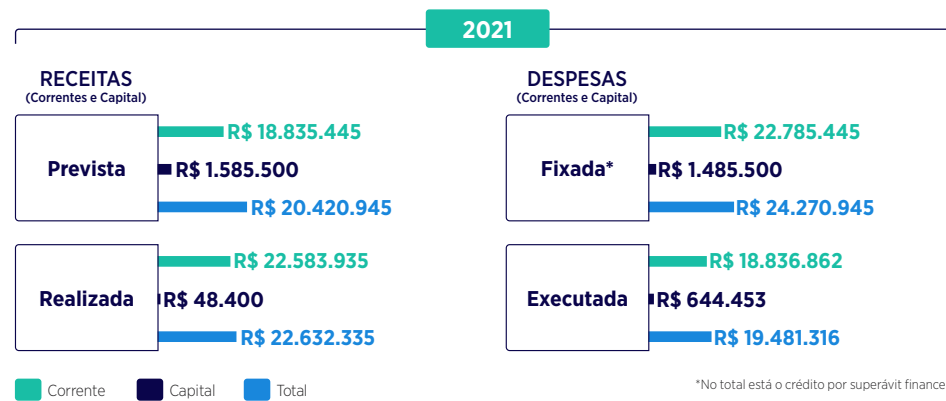 2021
RECEITAS
(Correntes e Capital)
Prevista
R$ 18.835.445
R$ 1.585.500
R$ 20.420.945
Realizada
R$ 22.583.935
R$ 48.400
R$ 22.632.335
DESPESAS
(Correntes e Capital)
Fixada*
R$ 22.785.445
R$ 1.485.500
R$ 24.270.945
Executada
R$ 18.836.862
R$ 644.453
R$ 19.481.316
Corrente Capital Total
*No total está o crédito por superávit finance